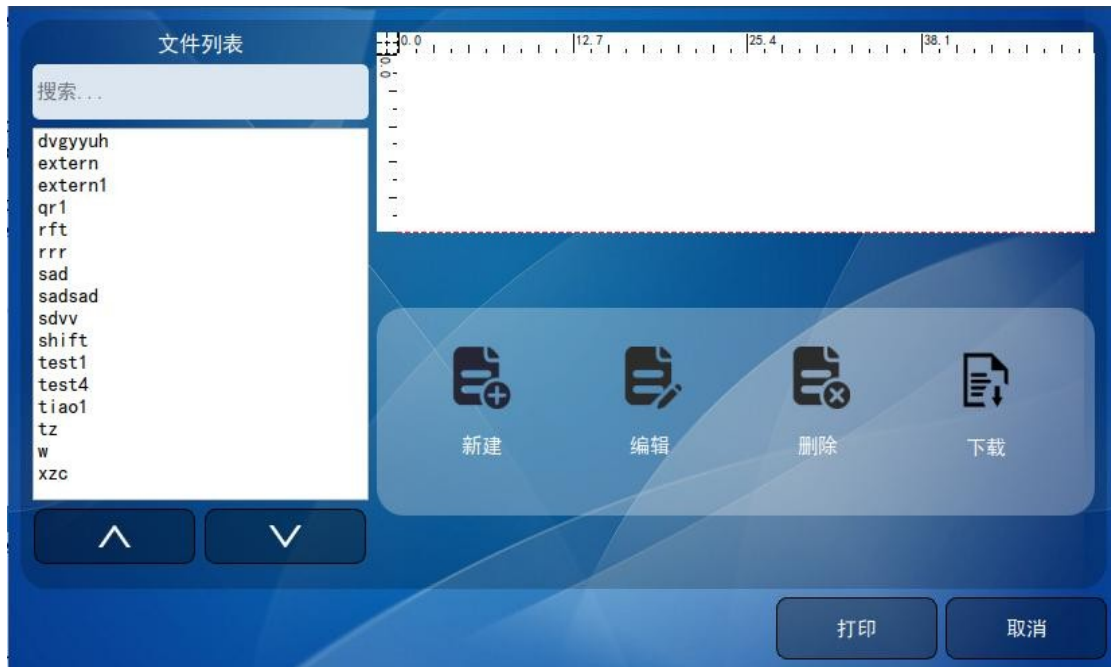 文件列表
搜索...
dvgyyuh
extern
extern1
qr1
rft
rrr
sad
sadsad
sdvv
shift
test1
test4
tiao1
tz
w
xzc
0.0 12.7 25.4 38.1
0.0
新建 编辑 删除 下载
打印 取消